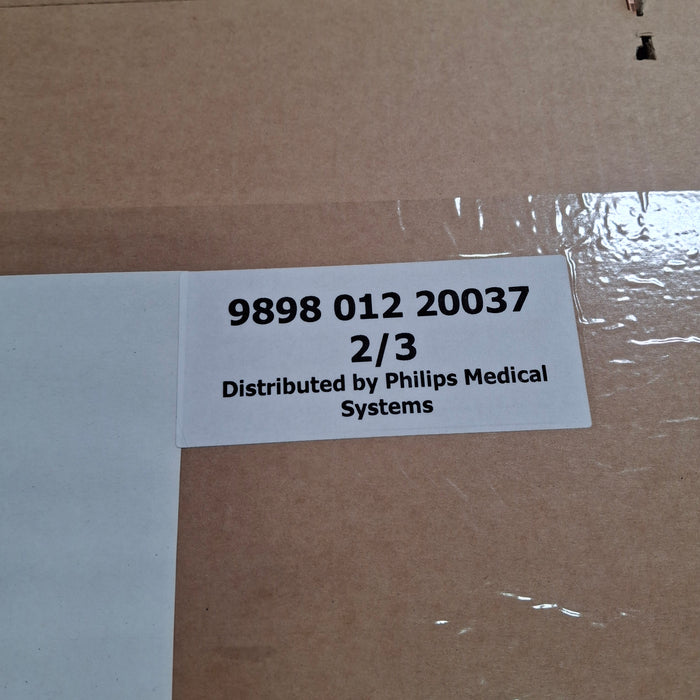 9898 012 20037
2/3
Distributed by Philips Medical
Systems